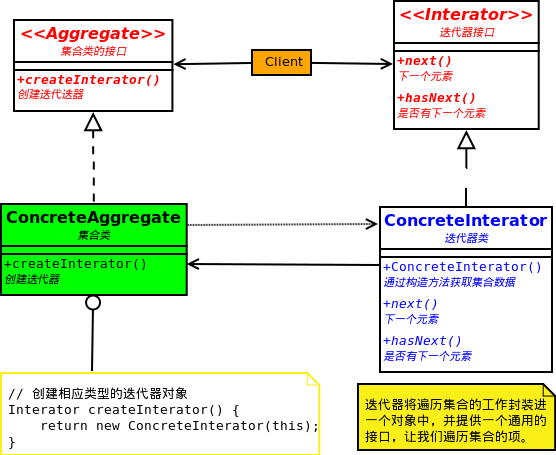 <<Aggregate>>
集合类的接口
+createInterator()
创建迭代迭器
Client
<<Interator>>
迭代器接口
+next()
下一个元素
+hasNext()
是否有下一个元素
ConcreteAggregate
集合类
+createInterator()
创建迭代器
ConcreteInterator
迭代器类
+ConcreteInterator()
通过构造方法获取集合数据
+next()
下一个元素
+hasNext()
是否有下一个元素
// 创建相应类型的迭代器对象
Interator createInterator() {
return new ConcreteInterator(this);
}
迭代器将遍历集合的工作封装进
一个对象中，并提供一个通用的
接口，让我们遍历集合的项。